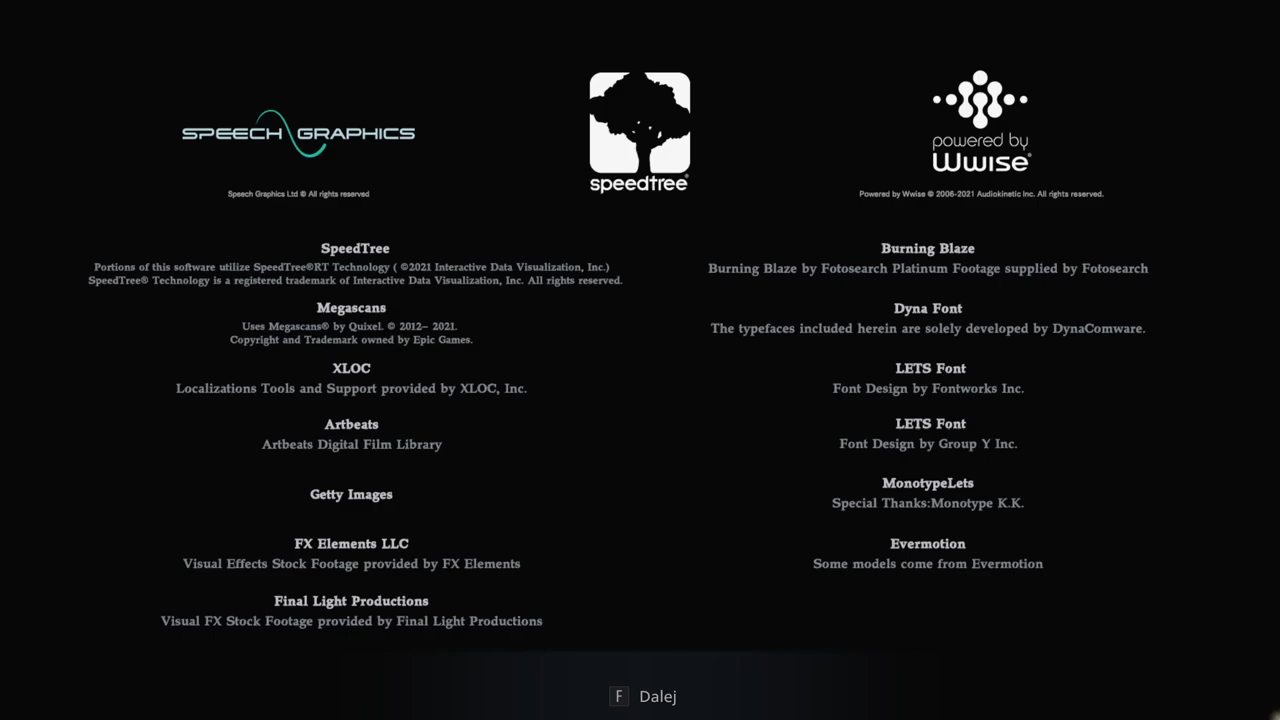 SPEECH GRAPHICS
Speech Graphics Ltd © All rights reserved
speedtree®
powered by
Wwise®
Powered by Wwise © 2006-2021 Audiokinetic Inc. All rights reserved.
SpeedTree
Portions of this software utilize SpeedTree®RT Technology ( ©2021 Interactive Data Visualization, Inc.)
SpeedTree® Technology is a registered trademark of Interactive Data Visualization, Inc. All rights reserved.
Megascans
Uses Megascans® by Quixel. © 2012– 2021.
Copyright and Trademark owned by Epic Games.
XLOC
Localizations Tools and Support provided by XLOC, Inc.
Artbeats
Artbeats Digital Film Library
Getty Images
FX Elements LLC
Visual Effects Stock Footage provided by FX Elements
Final Light Productions
Visual FX Stock Footage provided by Final Light Productions
Burning Blaze
Burning Blaze by Fotosearch Platinum Footage supplied by Fotosearch
Dyna Font
The typefaces included herein are solely developed by DynaComware.
LETS Font
Font Design by Fontworks Inc.
LETS Font
Font Design by Group Y Inc.
MonotypeLets
Special Thanks:Monotype K.K.
Evermotion
Some models come from Evermotion
F Dalej